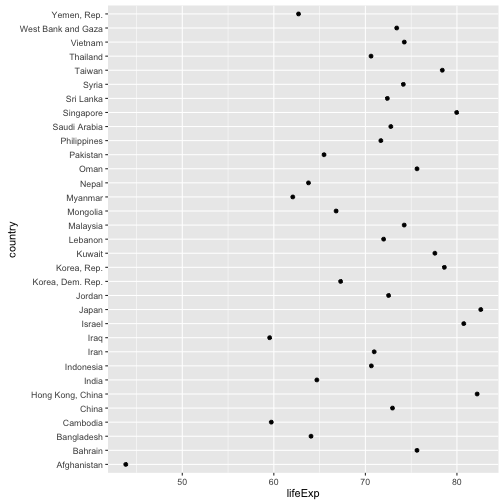 Yemen, Rep.
West Bank and Gaza
Vietnam
Thailand
Taiwan
Syria
Sri Lanka
Singapore
Saudi Arabia
Philippines
Pakistan
Oman
Nepal
Myanmar
Mongolia
Malaysia
Lebanon
Kuwait
Korea, Rep.
Korea, Dem. Rep.
Jordan
Japan
Israel
Iraq
Iran
Indonesia
India
Hong Kong, China
China
Cambodia
Bangladesh
Bahrain
Afghanistan
country
50 60 70 80
lifeExp